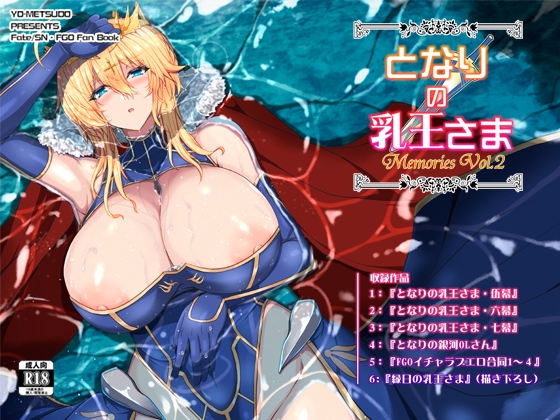 YO-METSUDO
PRESENTS
Fate/SN・FGO Fan Book
となり
の
乳王さま
Memories Vol.2
収録作品
1:『となりの乳王さま・伍幕』
2:『となりの乳王さま・六幕』
3:『となりの乳王さま・七幕』
4:『となりの銀河OLさん』
5:『FGOイチャラブエロ合同1~4』
6:『縁日の乳王さま』(描き下ろし)
成人向
R18